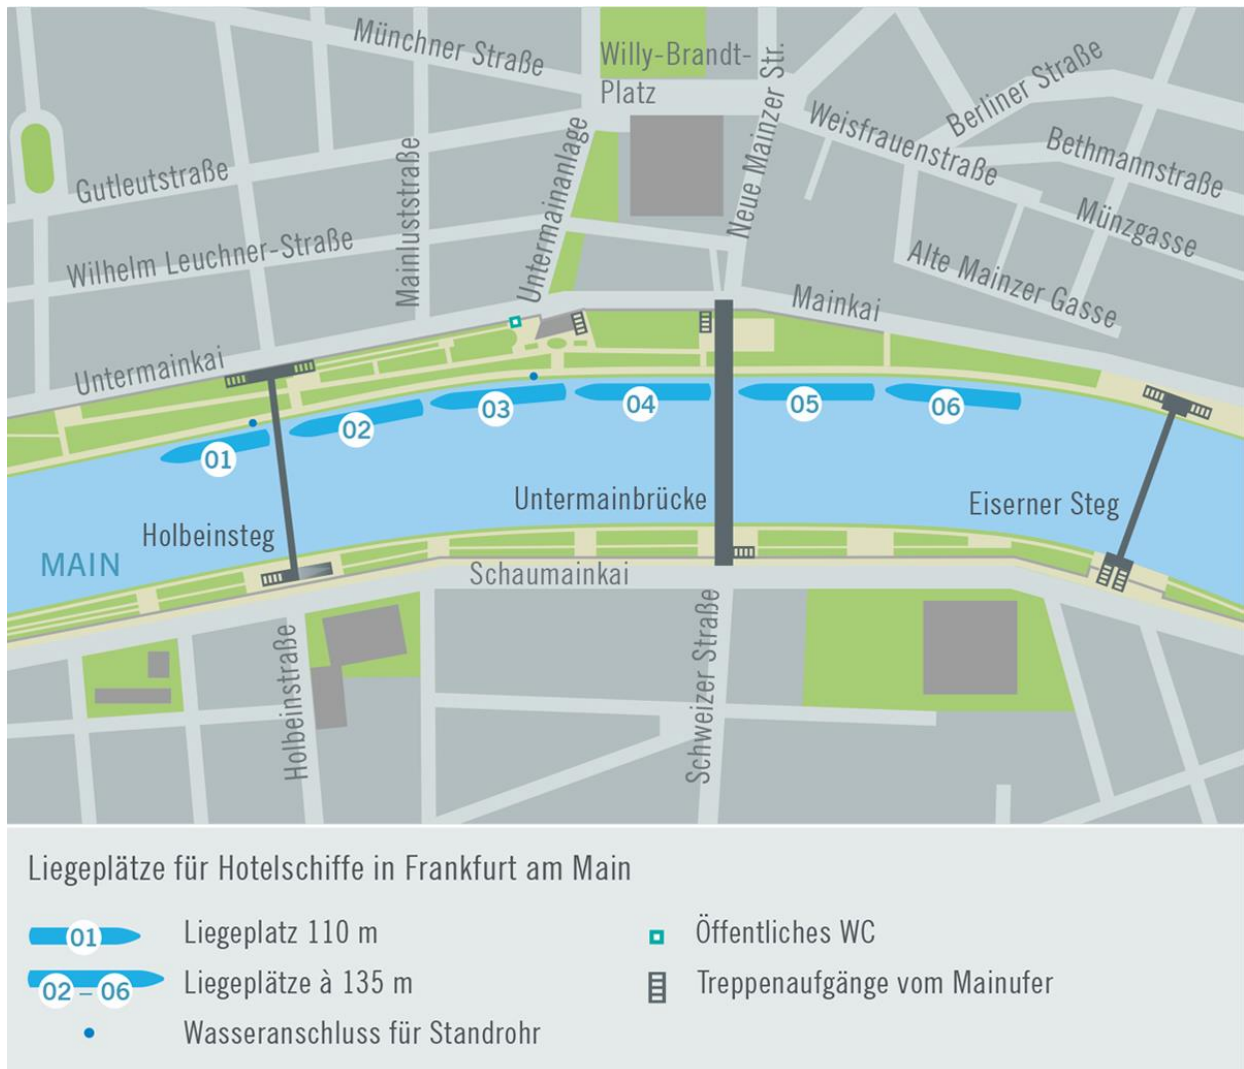 Münchner Straße
Willy-Brandt-
Platz
Neue Mainzer Str.
Berliner Straße
Weisfrauenstraße
Bethmannstraße
Münzgasse
Alte Mainzer Gasse
Gutleutstraße
Mainluststraße
Untermainanlage
Wilhelm Leuchner-Straße
Mainkai
Untermainkai
01
02
03
04
05
06
Holbeinsteg
Untermainbrücke
Eiserner Steg
MAIN
Schaumainkai
Holbeinstraße
Schweizer Straße
Liegeplätze für Hotelschiffe in Frankfurt am Main
01 Liegeplatz 110 m
02 – 06 Liegeplätze à 135 m
Wasseranschluss für Standrohr
Öffentliches WC
Treppenaufgänge vom Mainufer